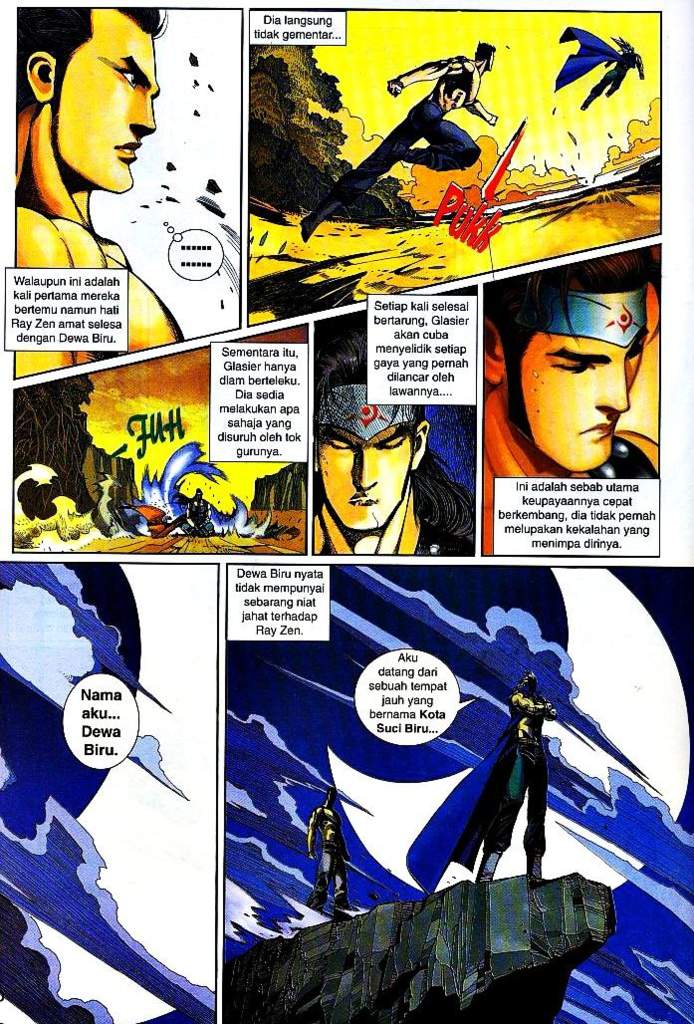 ......
......
Walaupun ini adalah
kali pertama mereka
bertemu namun hati
Ray Zen amat selesa
dengan Dewa Biru.
Dia langsung
tidak gementar...
POKK
Sementara itu,
Glasier hanya
dlam berteleku.
Dia sedia
melakukan apa
sahaja yang
disuruh oleh tok
gurunya.
FUH
Setiap kali selesai
bertarung, Glasier
akan cuba
menyelidik setiap
gaya yang pernah
dilancar oleh
lawannya....
Ini adalah sebab utama
keupayaannya cepat
berkembang, dia tidak pernah
melupakan kekalahan yang
menimpa dirinya.
Nama
aku...
Dewa
Biru.
Dewa Biru nyata
tidak mempunyai
sebarang niat
jahat terhadap
Ray Zen.
Aku
datang dari
sebuah tempat
jauh yang
bernama Kota
Suci Biru...